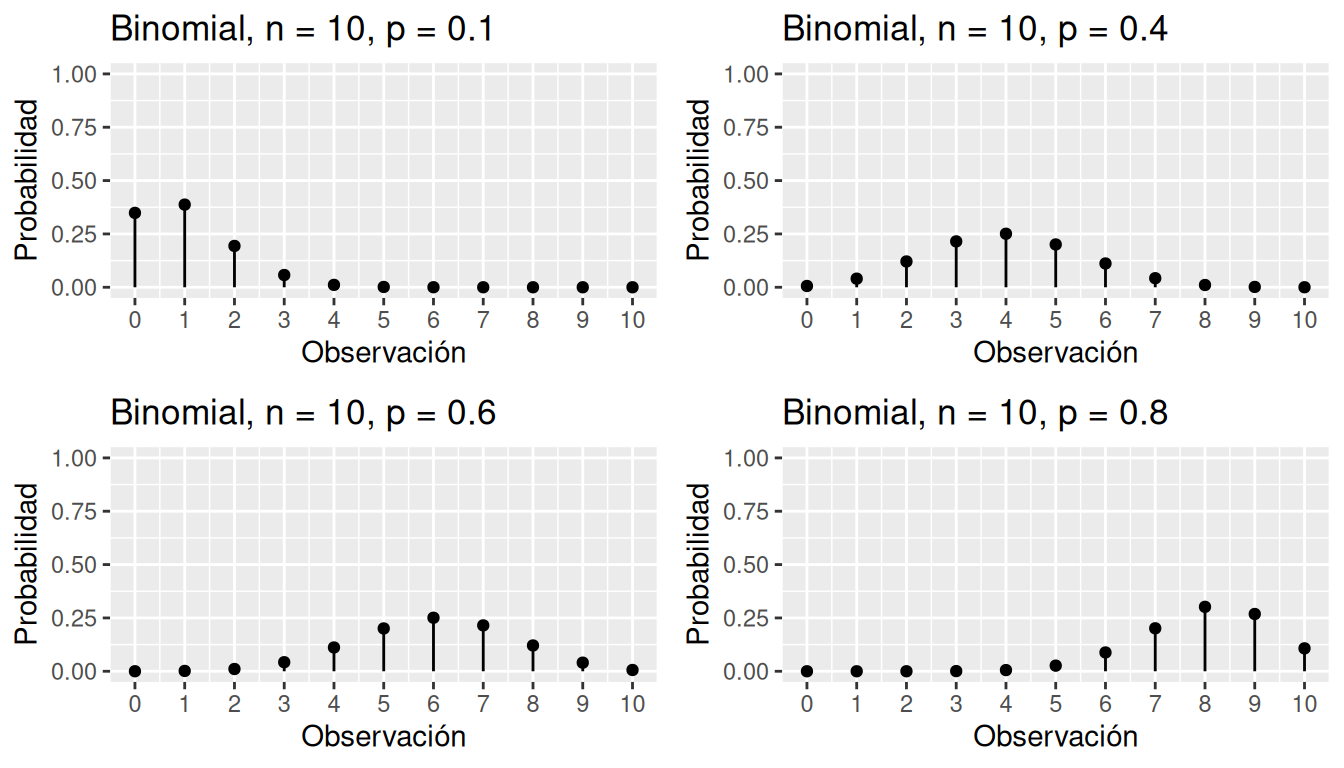 Binomial, n = 10, p = 0.1
1.00
0.75
0.50
0.25
0.00
Probabilidad
0 1 2 3 4 5 6 7 8 9 10
Observación
Binomial, n = 10, p = 0.4
1.00
0.75
0.50
0.25
0.00
Probabilidad
0 1 2 3 4 5 6 7 8 9 10
Observación
Binomial, n = 10, p = 0.6
1.00
0.75
0.50
0.25
0.00
Probabilidad
0 1 2 3 4 5 6 7 8 9 10
Observación
Binomial, n = 10, p = 0.8
1.00
0.75
0.50
0.25
0.00
Probabilidad
0 1 2 3 4 5 6 7 8 9 10
Observación